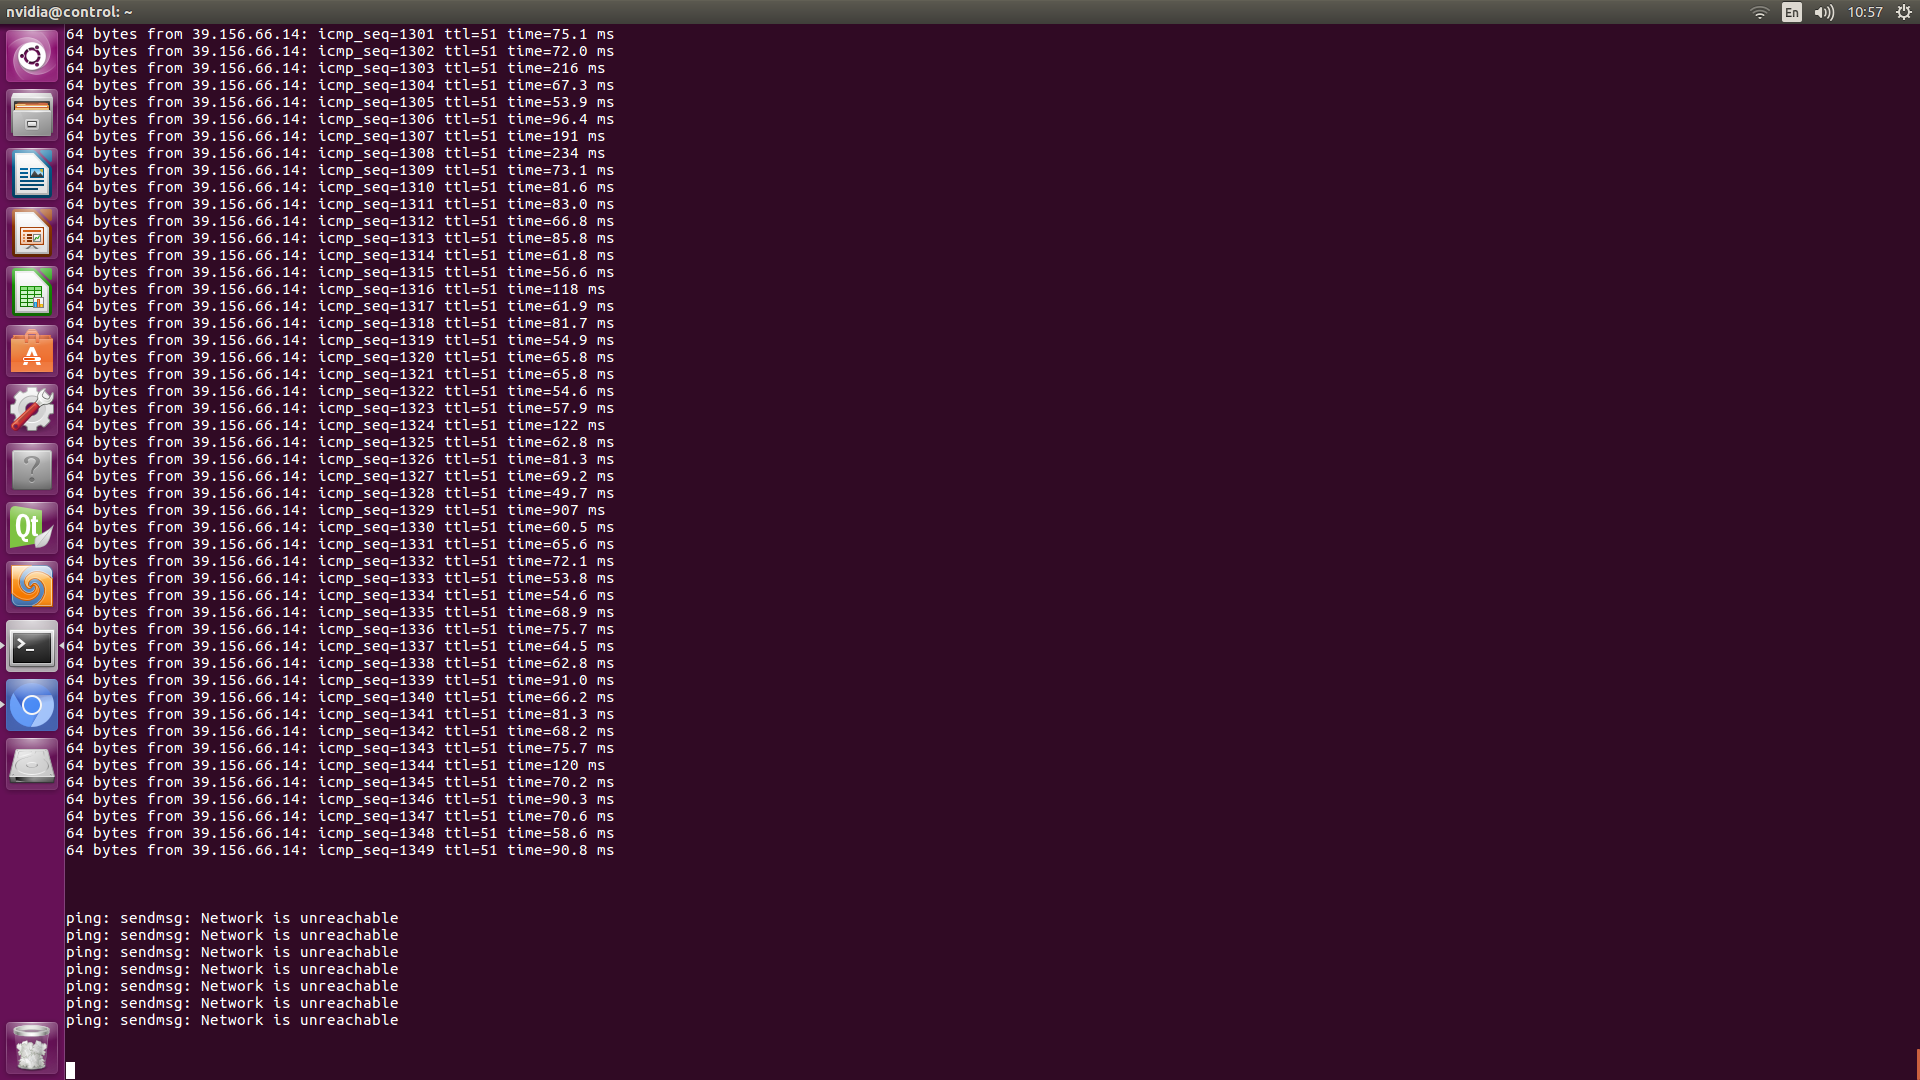 nvidia@control: ~
En
10:57
64 bytes from 39.156.66.14: icmp_seq=1301 ttl=51 time=75.1 ms
64 bytes from 39.156.66.14: icmp_seq=1302 ttl=51 time=72.0 ms
64 bytes from 39.156.66.14: icmp_seq=1303 ttl=51 time=216 ms
64 bytes from 39.156.66.14: icmp_seq=1304 ttl=51 time=67.3 ms
64 bytes from 39.156.66.14: icmp_seq=1305 ttl=51 time=53.9 ms
64 bytes from 39.156.66.14: icmp_seq=1306 ttl=51 time=96.4 ms
64 bytes from 39.156.66.14: icmp_seq=1307 ttl=51 time=191 ms
64 bytes from 39.156.66.14: icmp_seq=1308 ttl=51 time=234 ms
64 bytes from 39.156.66.14: icmp_seq=1309 ttl=51 time=73.1 ms
64 bytes from 39.156.66.14: icmp_seq=1310 ttl=51 time=81.6 ms
64 bytes from 39.156.66.14: icmp_seq=1311 ttl=51 time=83.0 ms
64 bytes from 39.156.66.14: icmp_seq=1312 ttl=51 time=66.8 ms
64 bytes from 39.156.66.14: icmp_seq=1313 ttl=51 time=85.8 ms
64 bytes from 39.156.66.14: icmp_seq=1314 ttl=51 time=61.8 ms
64 bytes from 39.156.66.14: icmp_seq=1315 ttl=51 time=56.6 ms
64 bytes from 39.156.66.14: icmp_seq=1316 ttl=51 time=118 ms
64 bytes from 39.156.66.14: icmp_seq=1317 ttl=51 time=61.9 ms
64 bytes from 39.156.66.14: icmp_seq=1318 ttl=51 time=81.7 ms
64 bytes from 39.156.66.14: icmp_seq=1319 ttl=51 time=54.9 ms
64 bytes from 39.156.66.14: icmp_seq=1320 ttl=51 time=65.8 ms
64 bytes from 39.156.66.14: icmp_seq=1321 ttl=51 time=65.8 ms
64 bytes from 39.156.66.14: icmp_seq=1322 ttl=51 time=54.6 ms
64 bytes from 39.156.66.14: icmp_seq=1323 ttl=51 time=57.9 ms
64 bytes from 39.156.66.14: icmp_seq=1324 ttl=51 time=122 ms
64 bytes from 39.156.66.14: icmp_seq=1325 ttl=51 time=62.8 ms
64 bytes from 39.156.66.14: icmp_seq=1326 ttl=51 time=81.3 ms
64 bytes from 39.156.66.14: icmp_seq=1327 ttl=51 time=69.2 ms
64 bytes from 39.156.66.14: icmp_seq=1328 ttl=51 time=49.7 ms
64 bytes from 39.156.66.14: icmp_seq=1329 ttl=51 time=907 ms
64 bytes from 39.156.66.14: icmp_seq=1330 ttl=51 time=60.5 ms
64 bytes from 39.156.66.14: icmp_seq=1331 ttl=51 time=65.6 ms
64 bytes from 39.156.66.14: icmp_seq=1332 ttl=51 time=72.1 ms
64 bytes from 39.156.66.14: icmp_seq=1333 ttl=51 time=53.8 ms
64 bytes from 39.156.66.14: icmp_seq=1334 ttl=51 time=54.6 ms
64 bytes from 39.156.66.14: icmp_seq=1335 ttl=51 time=68.9 ms
64 bytes from 39.156.66.14: icmp_seq=1336 ttl=51 time=75.7 ms
64 bytes from 39.156.66.14: icmp_seq=1337 ttl=51 time=64.5 ms
64 bytes from 39.156.66.14: icmp_seq=1338 ttl=51 time=62.8 ms
64 bytes from 39.156.66.14: icmp_seq=1339 ttl=51 time=91.0 ms
64 bytes from 39.156.66.14: icmp_seq=1340 ttl=51 time=66.2 ms
64 bytes from 39.156.66.14: icmp_seq=1341 ttl=51 time=81.3 ms
64 bytes from 39.156.66.14: icmp_seq=1342 ttl=51 time=68.2 ms
64 bytes from 39.156.66.14: icmp_seq=1343 ttl=51 time=75.7 ms
64 bytes from 39.156.66.14: icmp_seq=1344 ttl=51 time=120 ms
64 bytes from 39.156.66.14: icmp_seq=1345 ttl=51 time=70.2 ms
64 bytes from 39.156.66.14: icmp_seq=1346 ttl=51 time=90.3 ms
64 bytes from 39.156.66.14: icmp_seq=1347 ttl=51 time=70.6 ms
64 bytes from 39.156.66.14: icmp_seq=1348 ttl=51 time=58.6 ms
64 bytes from 39.156.66.14: icmp_seq=1349 ttl=51 time=90.8 ms
ping: sendmsg: Network is unreachable
ping: sendmsg: Network is unreachable
ping: sendmsg: Network is unreachable
ping: sendmsg: Network is unreachable
ping: sendmsg: Network is unreachable
ping: sendmsg: Network is unreachable
ping: sendmsg: Network is unreachable
Qt